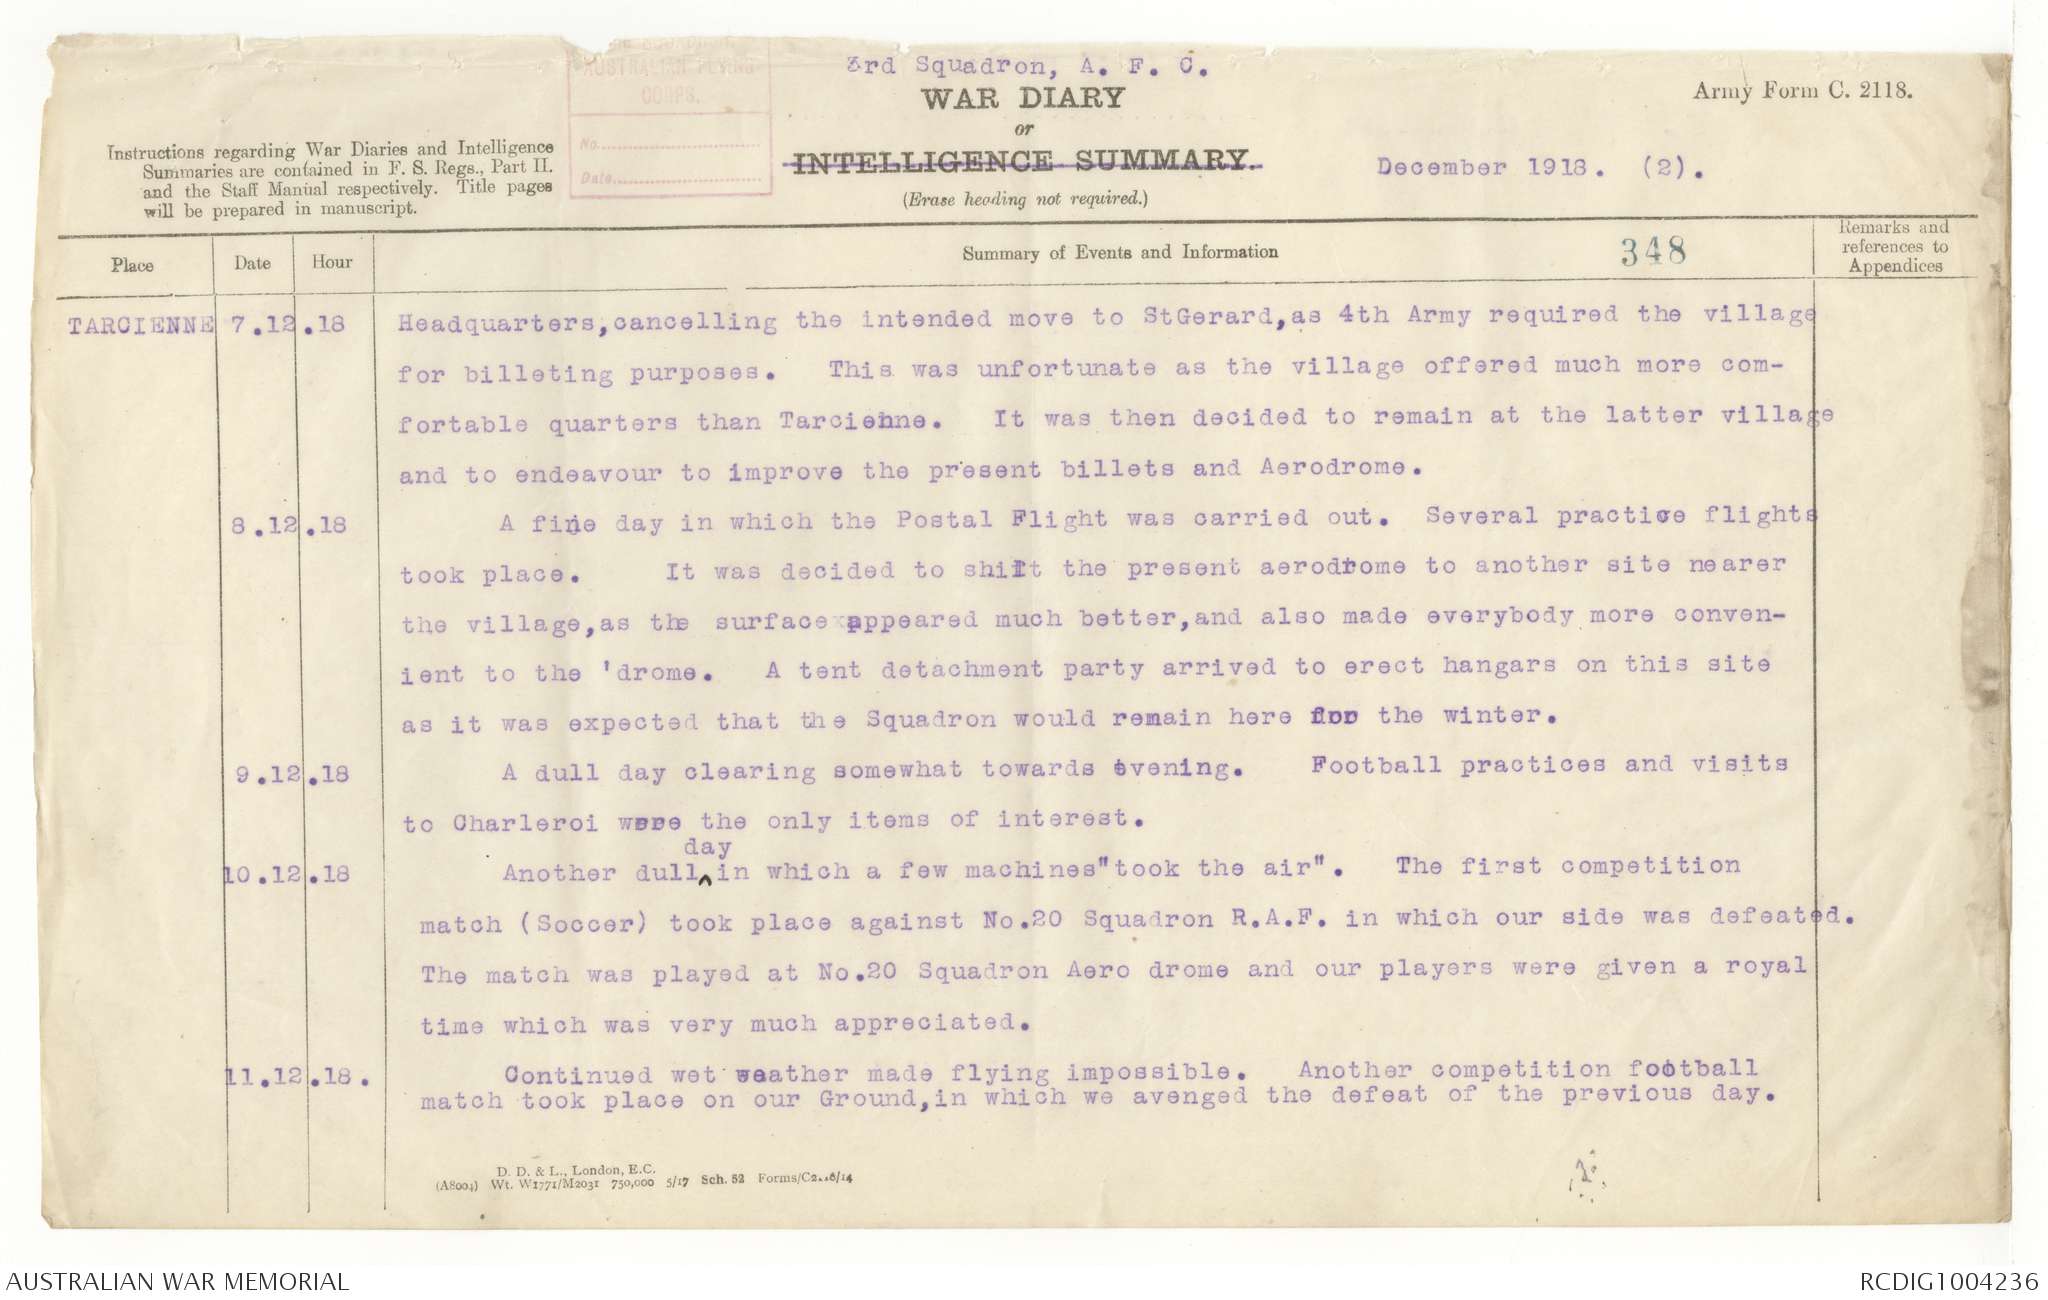 3rd Squadron, A. F. C.
AUSTRALIAN FLYING
CORPS.
No.
Date
WAR DIARY
or
INTELLIGENCE SUMMARY.
(Erase heading not required.)
Army Form C. 2118.
Instructions regarding War Diaries and Intelligence
Summaries are contained in F. S. Regs., Part II.
and the Staff Manual respectively. Title pages
will be prepared in manuscript.
December 1918. (2).
Place
Date
Hour
Summary of Events and Information
348
Remarks and
references to
Appendices
TARCIENNE 7.12.18 Headquarters,cancelling the intended move to StGerard,as 4th Army required the village
for billeting purposes. This was unfortunate as the village offered much more com-
fortable quarters than Tarcienne. It was then decided to remain at the latter village
and to endeavour to improve the present billets and Aerodrome.
8.12.18 A fine day in which the Postal Flight was carried out. Several practice flights
took place. It was decided to shift the present aerodrome to another site nearer
the village,as the surface appeared much better,and also made everybody more conven-
ient to the 'drome. A tent detachment party arrived to erect hangars on this site
as it was expected that the Squadron would remain here for the winter.
9.12.18 A dull day clearing somewhat towards evening. Football practices and visits
to Charleroi were the only items of interest.
day
10.12.18 Another dull in which a few machines"took the air". The first competition
match (Soccer) took place against No.20 Squadron R.A.F. in which our side was defeated.
The match was played at No.20 Squadron Aero drome and our players were given a royal
time which was very much appreciated.
11.12.18. Continued wet weather made flying impossible. Another competition football
match took place on our Ground,in which we avenged the defeat of the previous day.
D. D. & L., London, E.C.
(A8004) Wt. W1771/M2031 750,000 5/17 Sch. 52 Forms/C2118/14
AUSTRALIAN WAR MEMORIAL
RCDIG1004236